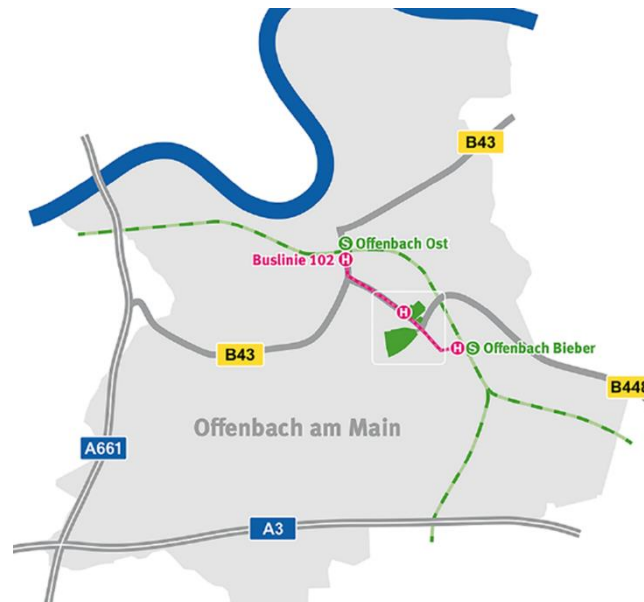 B43
S Offenbach Ost
Buslinie 102 H
H
B43
H S Offenbach Bieber
B448
Offenbach am Main
A661
A3